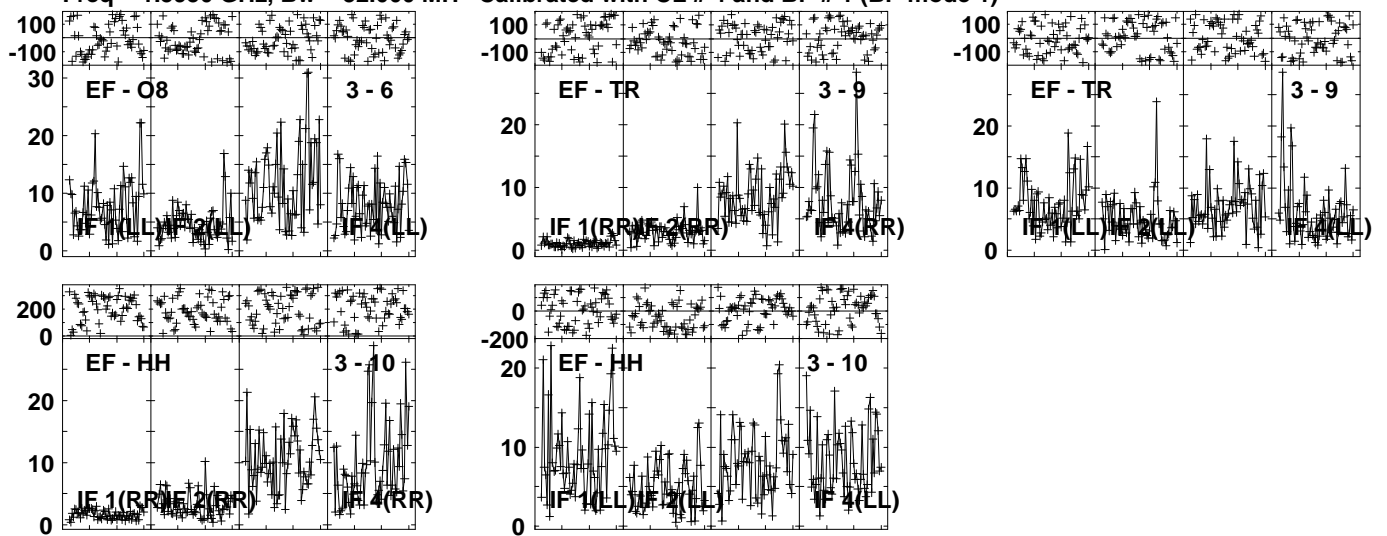 100
-100
30
20
10
0
EF - O8 3 - 6
IF 1(LL) IF 2(LL) IF 4(LL)
100
-100
20
10
0
EF - TR 3 - 9
IF 1(RR) IF 2(RR) IF 4(RR)
100
-100
20
10
0
EF - TR 3 - 9
IF 1(LL) IF 2(LL) IF 4(LL)
200
0
20
10
0
EF - HH 3 - 10
IF 1(RR) IF 2(RR) IF 4(RR)
0
-200
20
10
0
EF - HH 3 - 10
IF 1(LL) IF 2(LL) IF 4(LL)